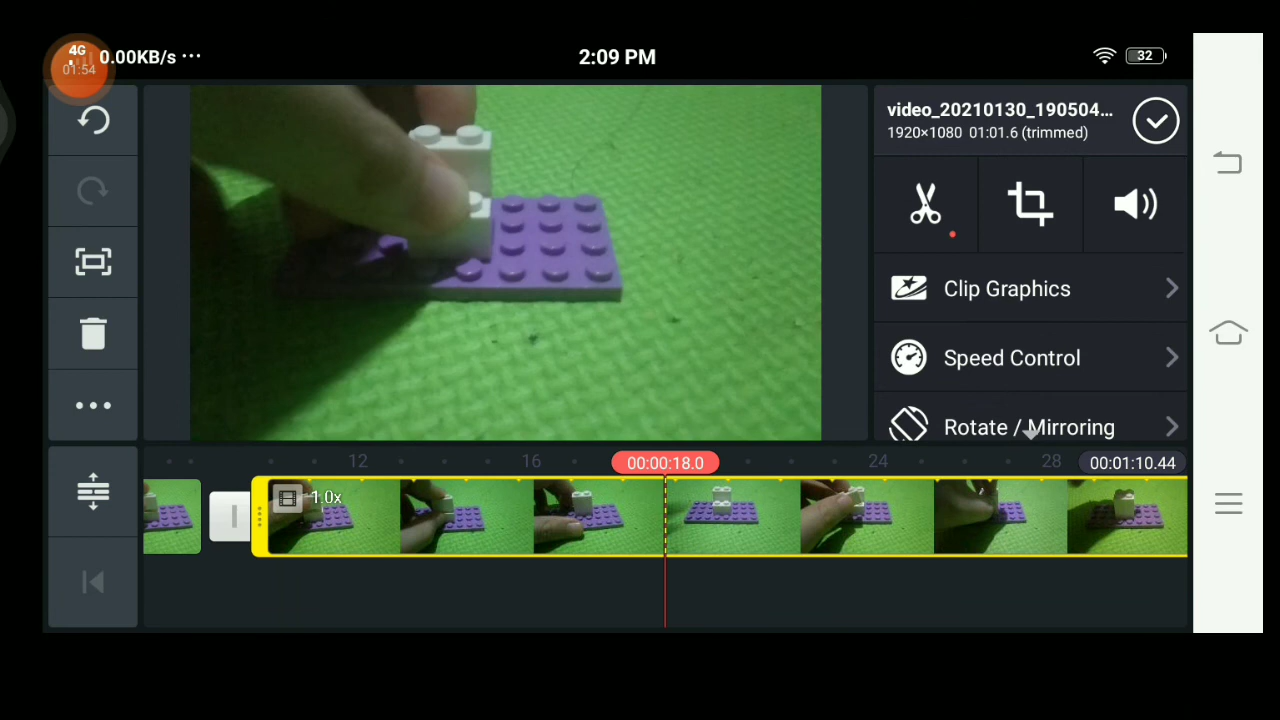 4G
0.00KB/s ...
01:54
2:09 PM
32
video_20210130_190504...
1920×1080 01:01.6 (trimmed)
Clip Graphics
Speed Control
Rotate / Mirroring
12
16
00:00:18.0
24
28
00:01:10.44
1.0x